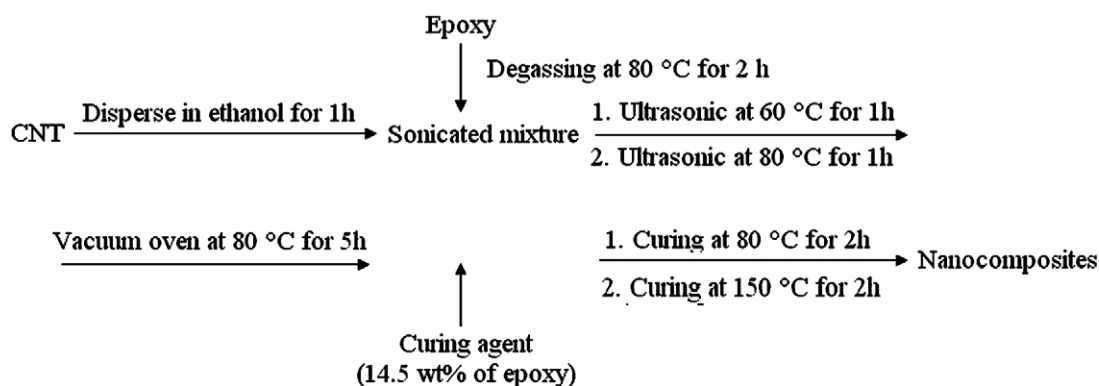 Epoxy
Degassing at 80 °C for 2 h
Disperse in ethanol for 1h
CNT
Sonicated mixture
1. Ultrasonic at 60 °C for 1h
2. Ultrasonic at 80 °C for 1h
Vacuum oven at 80 °C for 5h
1. Curing at 80 °C for 2h
2. Curing at 150 °C for 2h
Nanocomposites
Curing agent
(14.5 wt% of epoxy)